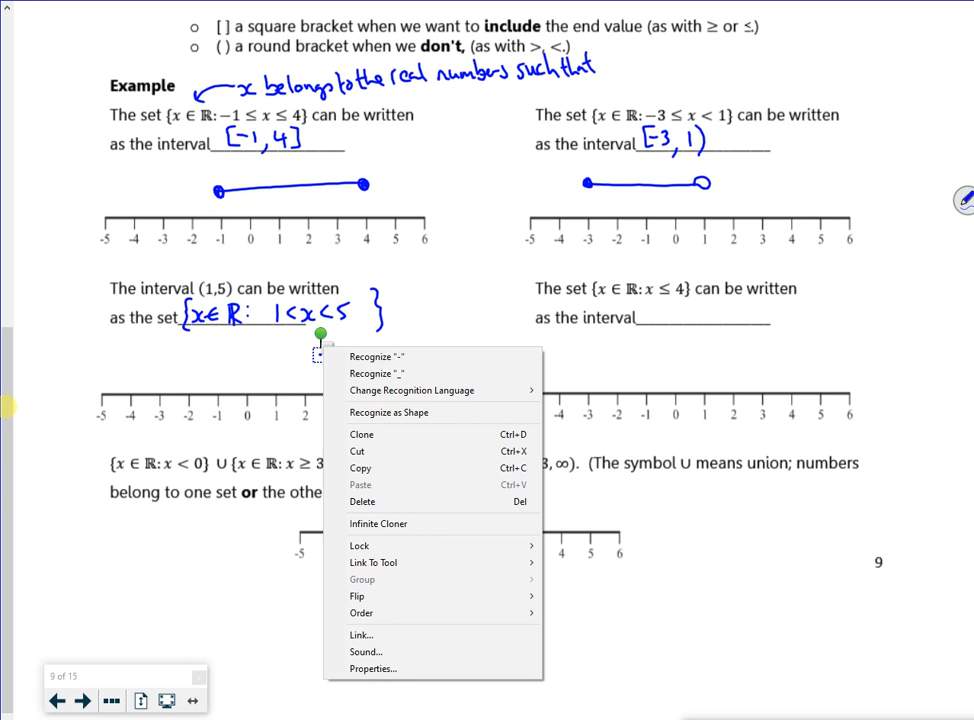 o [ ] a square bracket when we want to include the end value (as with ≥ or ≤.)
o ( ) a round bracket when we don't, (as with >, <.)
Example
x belongs to the real numbers such that
The set {x ∈ ℝ: −1 ≤ x ≤ 4} can be written
as the interval [-1, 4]
-5 -4 -3 -2 -1 0 1 2 3 4 5 6
The set {x ∈ ℝ: −3 ≤ x < 1} can be written
as the interval [-3, 1)
-5 -4 -3 -2 -1 0 1 2 3 4 5 6
The interval (1,5) can be written
as the set {x ∈ ℝ: 1 < x < 5 }
-5 -4 -3 -2 -1 0 1 2
The set {x ∈ ℝ: x ≤ 4} can be written
as the interval
-4 -3 -2 -1 0 1 2 3 4 5 6
{x ∈ ℝ: x < 0} ∪ {x ∈ ℝ: x ≥ 3
3, ∞). (The symbol ∪ means union; numbers
belong to one set or the othe
-5
4 5 6
9
Recognize "-"
Recognize "_"
Change Recognition Language
Recognize as Shape
Clone Ctrl+D
Cut Ctrl+X
Copy Ctrl+C
Paste Ctrl+V
Delete Del
Infinite Cloner
Lock
Link To Tool
Group
Flip
Order
Link...
Sound...
Properties...
9 of 15